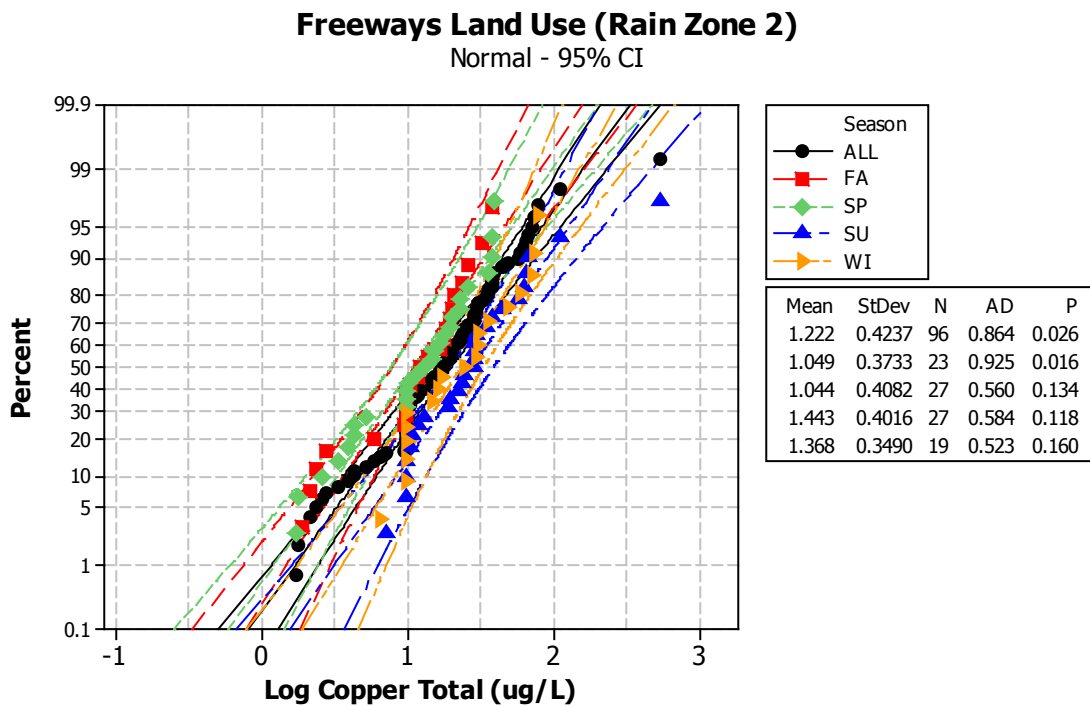 Freeways Land Use (Rain Zone 2)
Normal - 95% CI
99.9
99
95
90
80
70
60
50
40
30
20
10
5
1
0.1
Percent
-1 0 1 2 3
Log Copper Total (ug/L)
Season
ALL
FA
SP
SU
WI
Mean StDev N AD P
1.222 0.4237 96 0.864 0.026
1.049 0.3733 23 0.925 0.016
1.044 0.4082 27 0.560 0.134
1.443 0.4016 27 0.584 0.118
1.368 0.3490 19 0.523 0.160